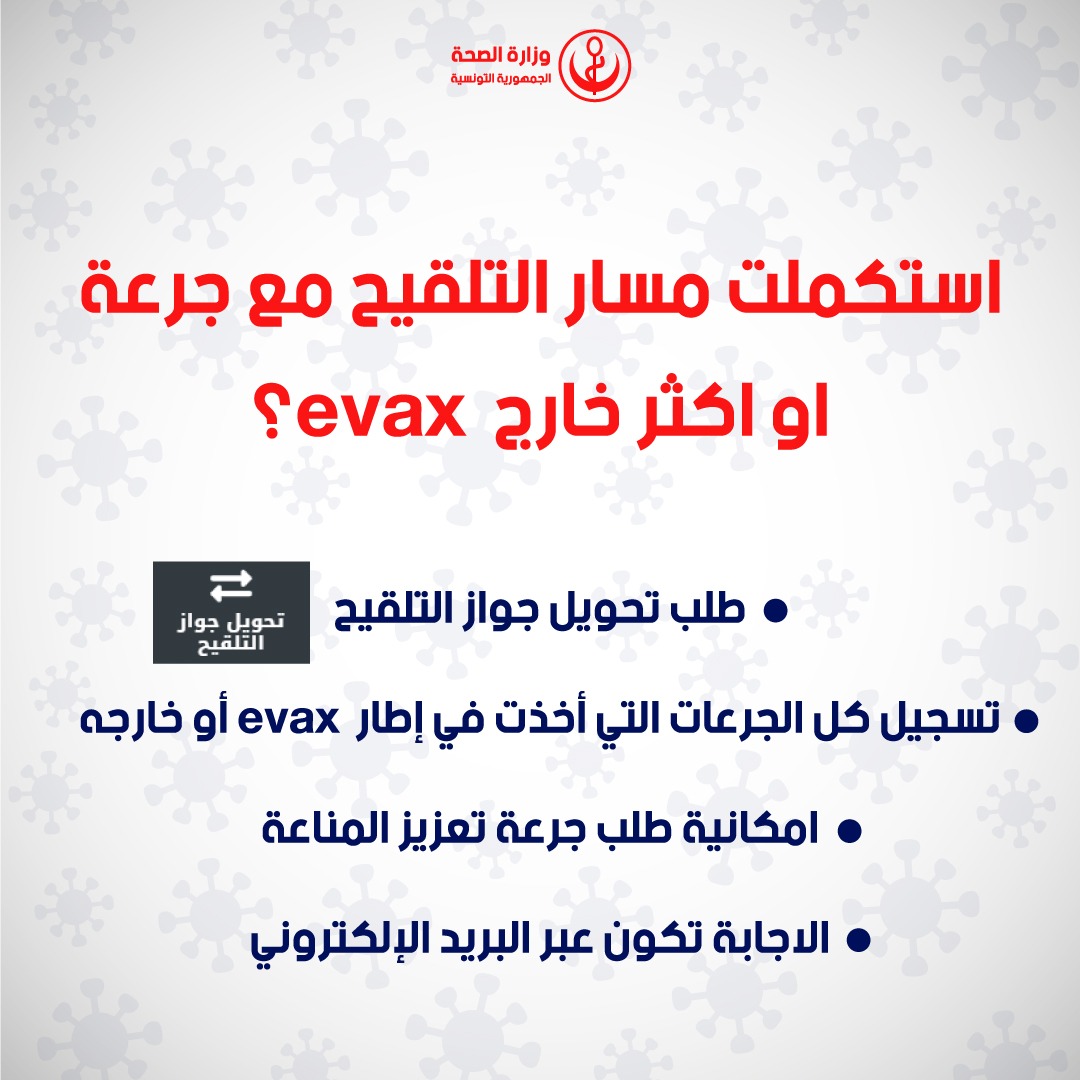 وزارة الصحة
الجمهورية التونسية
استكملت مسار التلقيح مع جرعة
او اكثر خارج evax؟
● طلب تحويل جواز التلقيح
تحويل جواز
التلقيح
● تسجيل كل الجرعات التي أخذت في إطار evax أو خارجه
● امكانية طلب جرعة تعزيز المناعة
● الاجابة تكون عبر البريد الإلكتروني